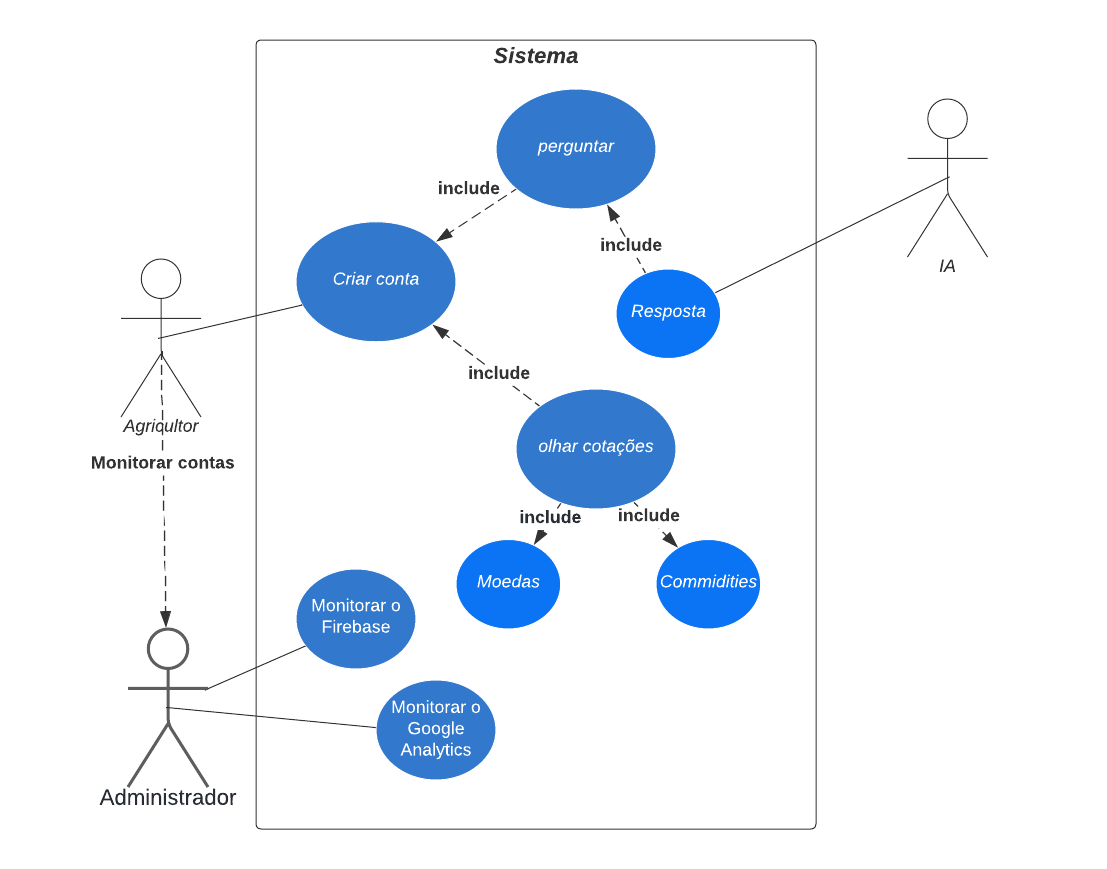 Sistema
perguntar
include
include
Criar conta
IA
Resposta
include
Agricultor
olhar cotações
Monitorar contas
include
include
Moedas
Commidities
Monitorar o
Firebase
Monitorar o
Google
Analytics
Administrador